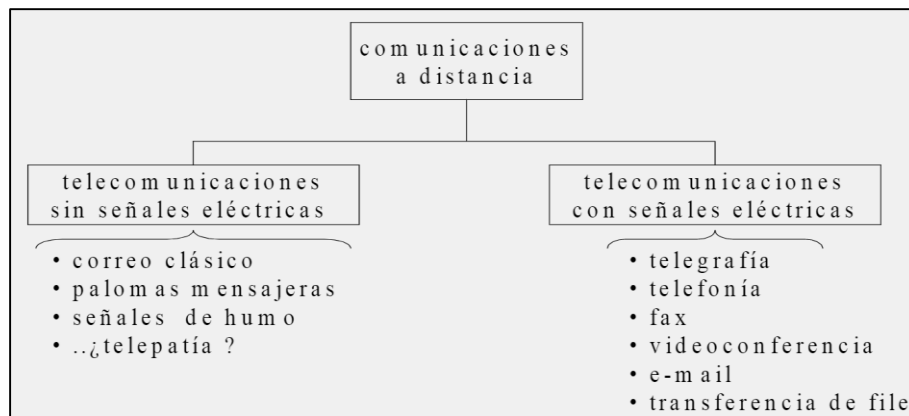 comunicaciones
a distancia
telecomunicaciones
sin señales eléctricas
• correo clásico
• palomas mensajeras
• señales de humo
• ..¿telepatía ?
telecomunicaciones
con señales eléctricas
• telegrafía
• telefonía
• fax
• videoconferencia
• e-mail
• transferencia de file